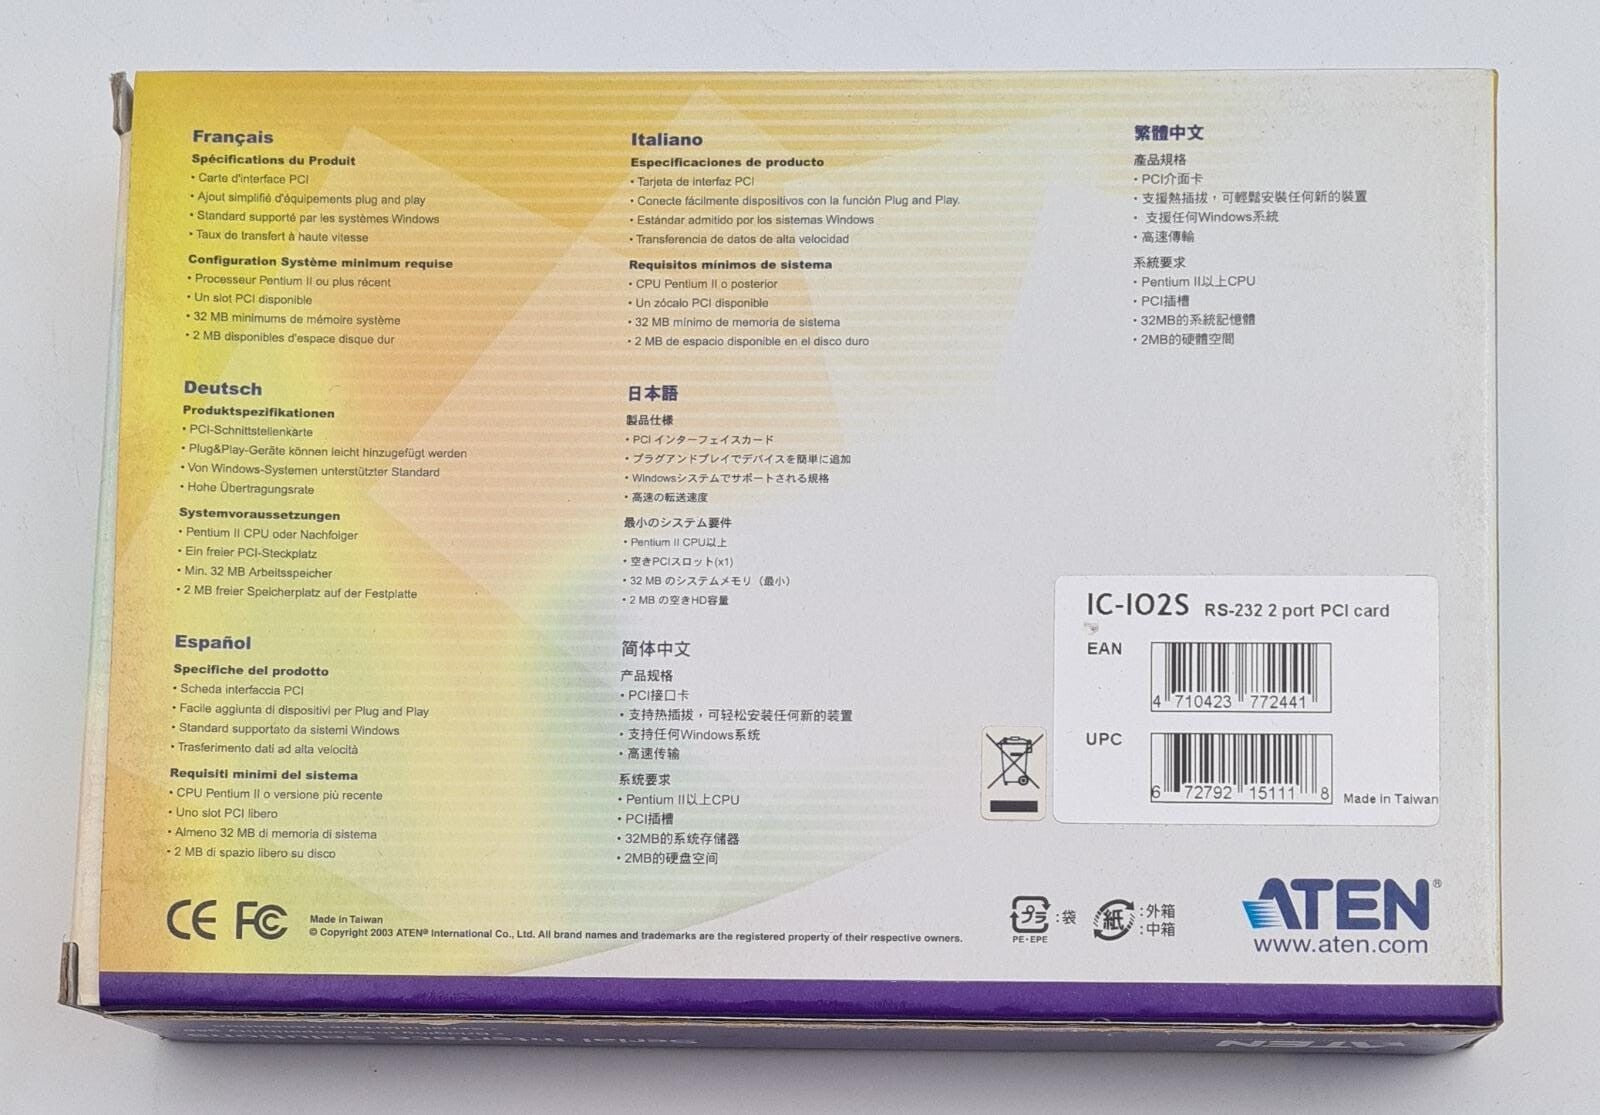 Français
Spécifications du Produit
• Carte d'interface PCI
• Ajout simplifié d'équipements plug and play
• Standard supporté par les systèmes Windows
• Taux de transfert à haute vitesse
Configuration Système minimum requise
• Processeur Pentium II ou plus récent
• Un slot PCI disponible
• 32 MB minimums de mémoire système
• 2 MB disponibles d'espace disque dur
Deutsch
Produktspezifikationen
• PCI-Schnittstellenkarte
• Plug&Play-Geräte können leicht hinzugefügt werden
• Von Windows-Systemen unterstützter Standard
• Hohe Übertragungsrate
Systemvoraussetzungen
• Pentium II CPU oder Nachfolger
• Ein freier PCI-Steckplatz
• Min. 32 MB Arbeitsspeicher
• 2 MB freier Speicherplatz auf der Festplatte
Español
Specifiche del prodotto
• Scheda interfaccia PCI
• Facile aggiunta di dispositivi per Plug and Play
• Standard supportato da sistemi Windows
• Trasferimento dati ad alta velocità
Requisiti minimi del sistema
• CPU Pentium II o versione più recente
• Uno slot PCI libero
• Almeno 32 MB di memoria di sistema
• 2 MB di spazio libero su disco
Italiano
Especificaciones de producto
• Tarjeta de interfaz PCI
• Conecte fácilmente dispositivos con la función Plug and Play.
• Estándar admitido por los sistemas Windows
• Transferencia de datos de alta velocidad
Requisitos mínimos de sistema
• CPU Pentium II o posterior
• Un zócalo PCI disponible
• 32 MB mínimo de memoria de sistema
• 2 MB de espacio disponible en el disco duro
日本語
製品仕様
• PCI インターフェイスカード
• プラグアンドプレイでデバイスを簡単に追加
• Windowsシステムでサポートされる規格
• 高速の転送速度
最小のシステム要件
• Pentium II CPU以上
• 空きPCIスロット(x1)
• 32 MB のシステムメモリ（最小）
• 2 MB の空きHD容量
简体中文
产品规格
• PCI接口卡
• 支持热插拔，可轻松安装任何新的装置
• 支持任何Windows系统
• 高速传输
系统要求
• Pentium II以上CPU
• PCI插槽
• 32MB的系统存储器
• 2MB的硬盘空间
繁體中文
產品規格
• PCI介面卡
• 支援熱插拔，可輕鬆安裝任何新的裝置
• 支援任何Windows系統
• 高速傳輸
系統要求
• Pentium II以上CPU
• PCI插槽
• 32MB的系統記憶體
• 2MB的硬體空間
IC-IO2S RS-232 2 port PCI card
EAN
4 710423 772441
UPC
6 72792 15111 8
Made in Taiwan
CE FC
Made in Taiwan
© Copyright 2003 ATEN® International Co., Ltd. All brand names and trademarks are the registered property of their respective owners.
プラ :袋
PE・EPE
紙 :外箱
:中箱
ATEN®
www.aten.com
Serial Interface Solution
ATEN